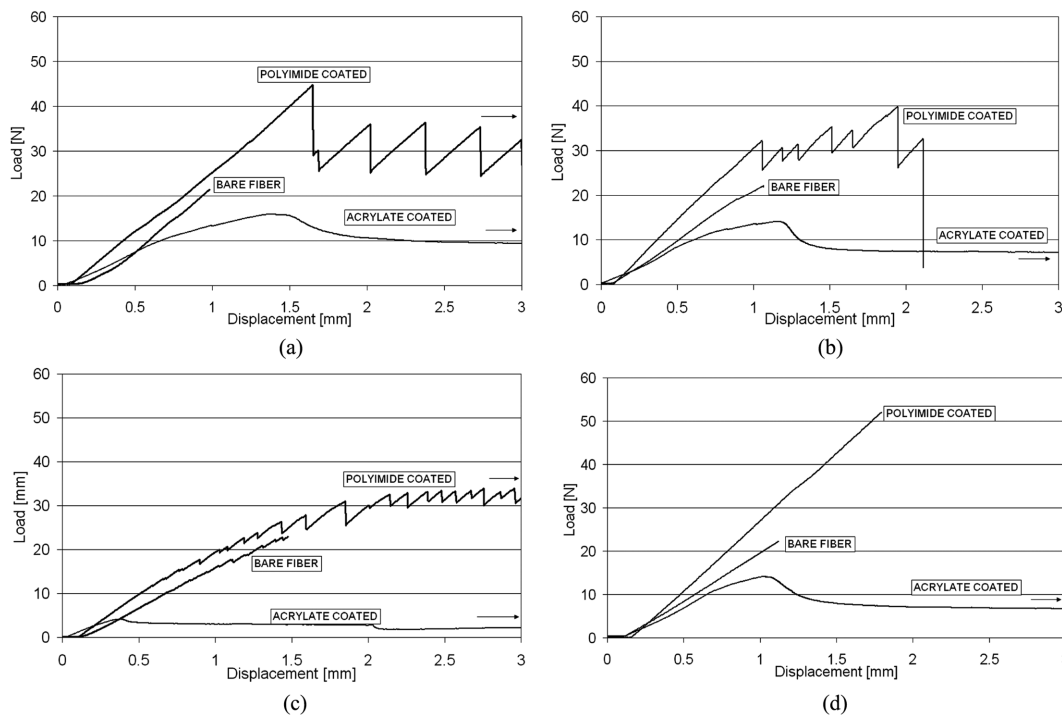 60
50
40
30
20
10
0
Load [N]
POLYIMIDE COATED
BARE FIBER
ACRYLATE COATED
0 0.5 1 1.5 2 2.5 3
Displacement [mm]
(a)
60
50
40
30
20
10
0
Load [N]
POLYIMIDE COATED
BARE FIBER
ACRYLATE COATED
0 0.5 1 1.5 2 2.5 3
Displacement [mm]
(b)
60
50
40
30
20
10
0
Load [mm]
POLYIMIDE COATED
BARE FIBER
ACRYLATE COATED
0 0.5 1 1.5 2 2.5 3
Displacement [mm]
(c)
60
50
40
30
20
10
0
Load [N]
POLYIMIDE COATED
BARE FIBER
ACRYLATE COATED
0 0.5 1 1.5 2 2.5
Displacement [mm]
(d)